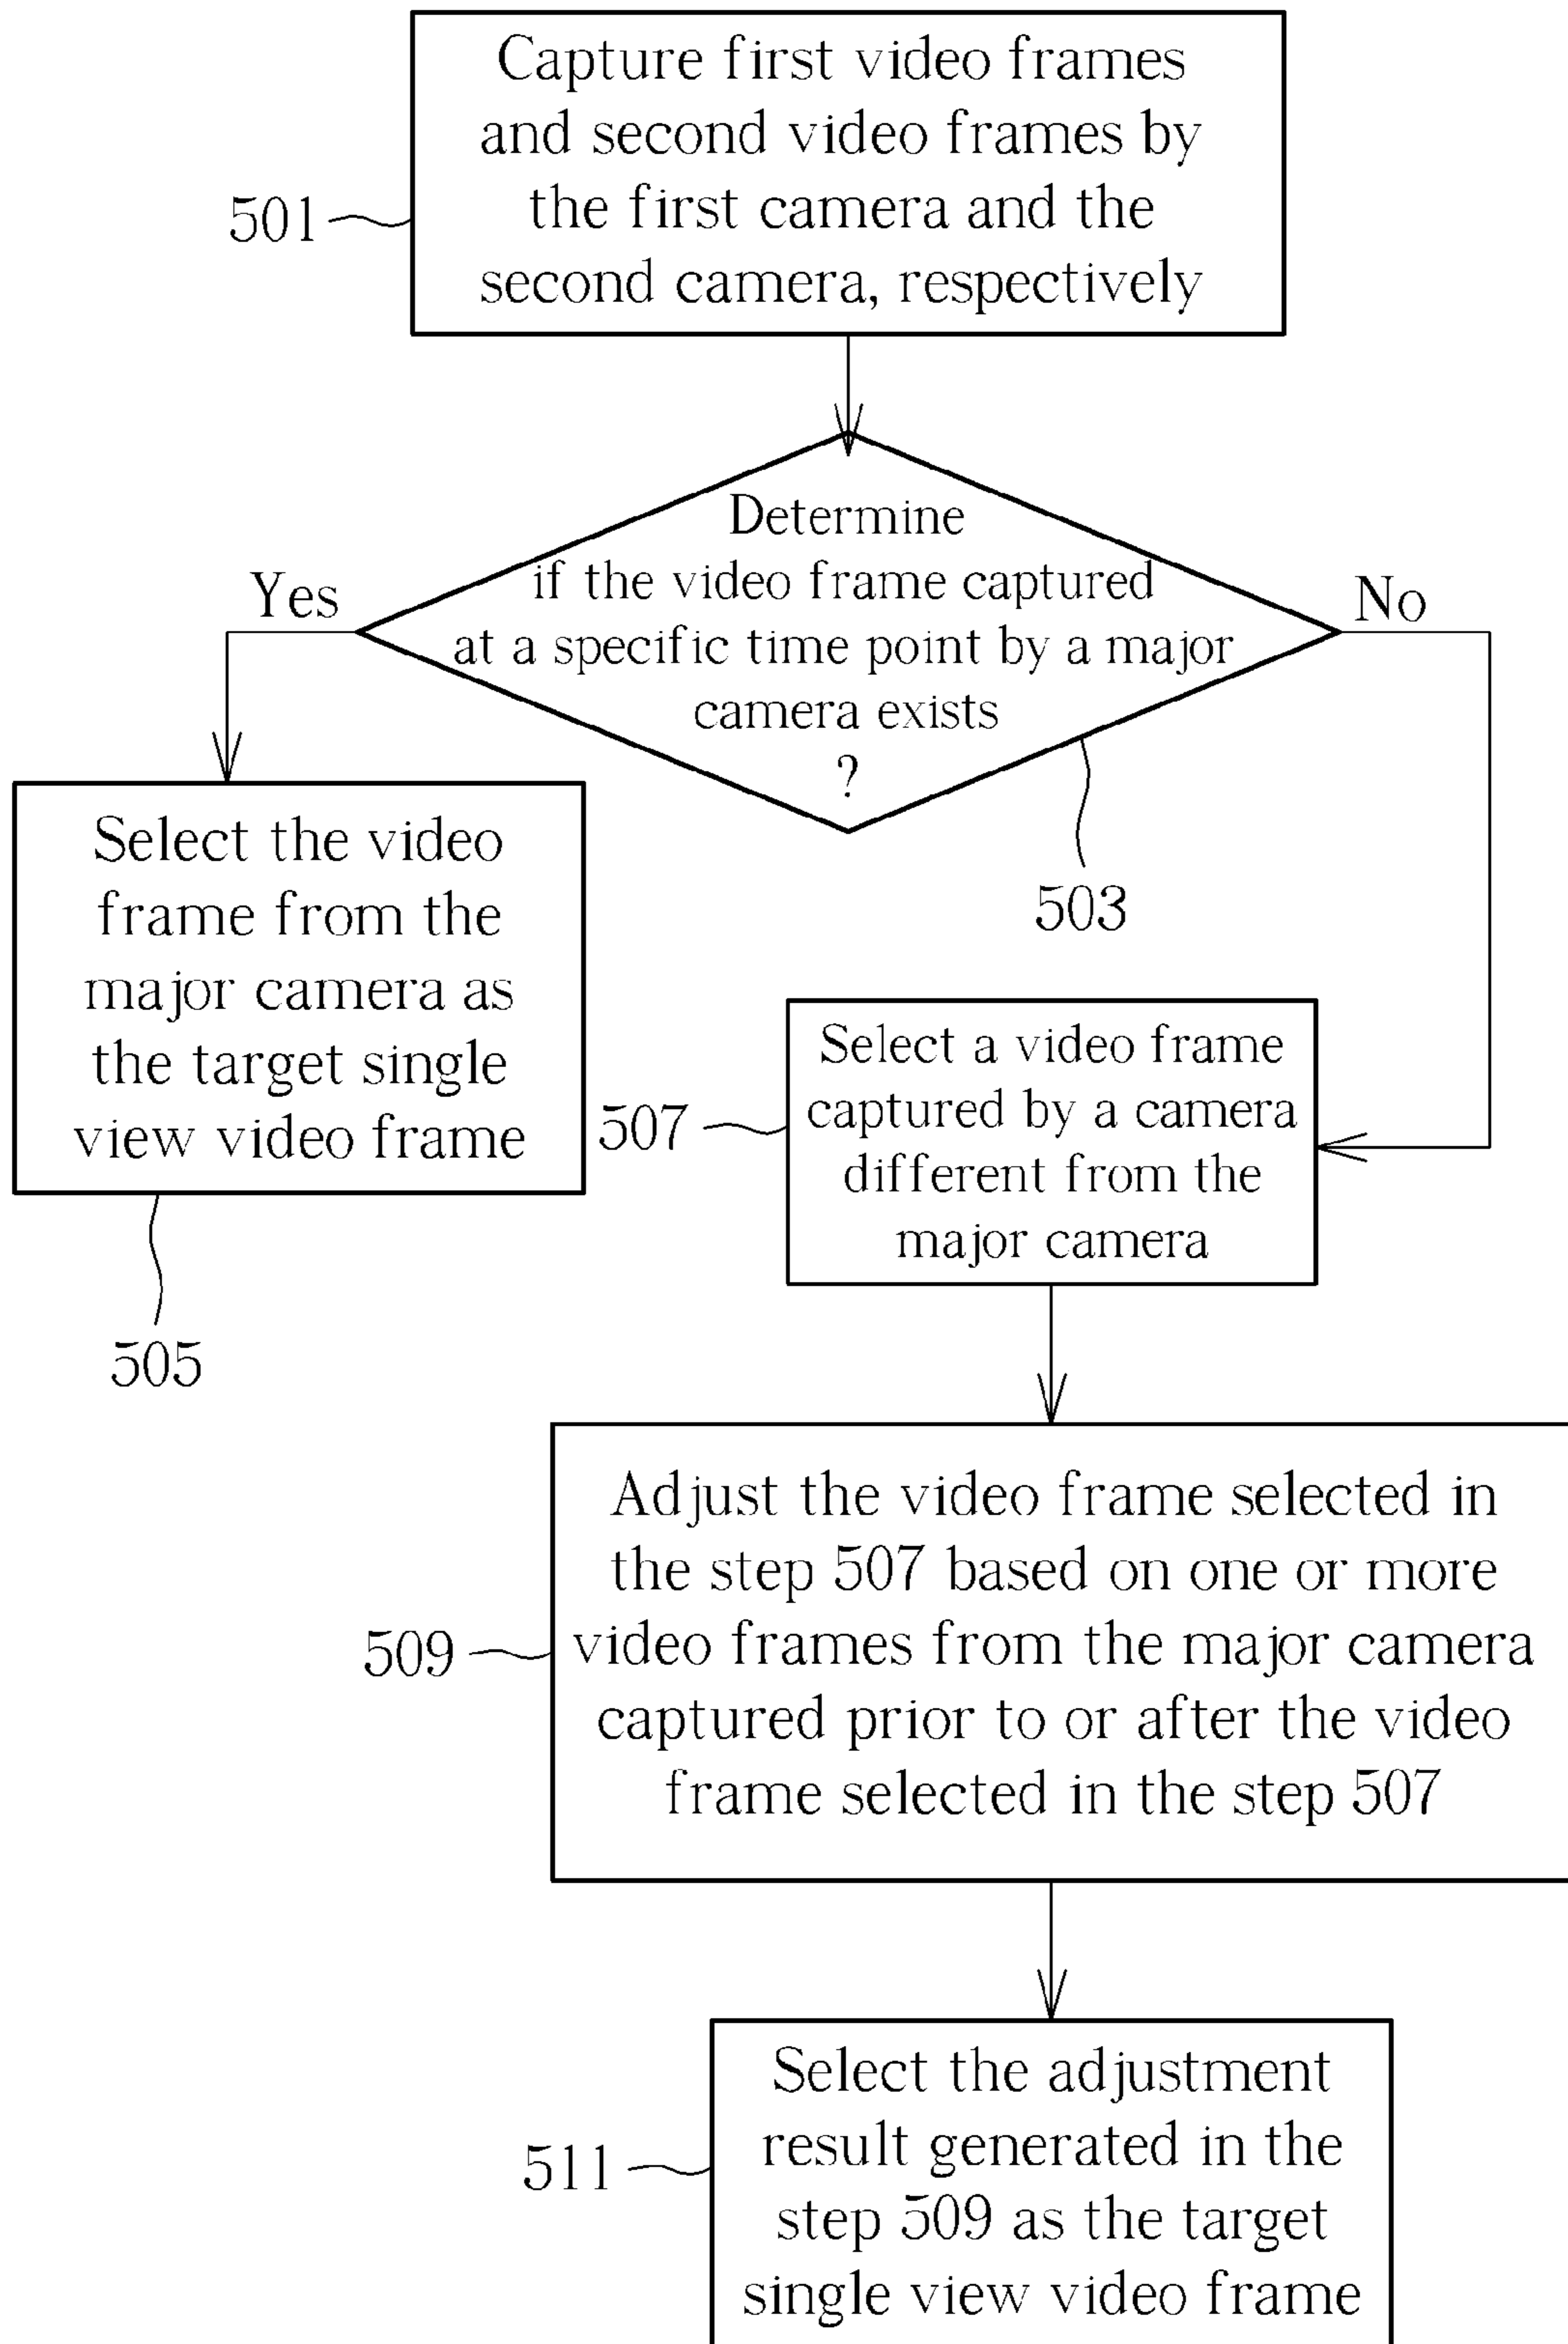 Capture first video frames
and second video frames by
the first camera and the
second camera, respectively
501
Determine
if the video frame captured
at a specific time point by a major
camera exists
?
Yes
No
503
Select the video
frame from the
major camera as
the target single
view video frame
505
Select a video frame
captured by a camera
different from the
major camera
507
Adjust the video frame selected in
the step 507 based on one or more
video frames from the major camera
captured prior to or after the video
frame selected in the step 507
509
Select the adjustment
result generated in the
step 509 as the target
single view video frame
511